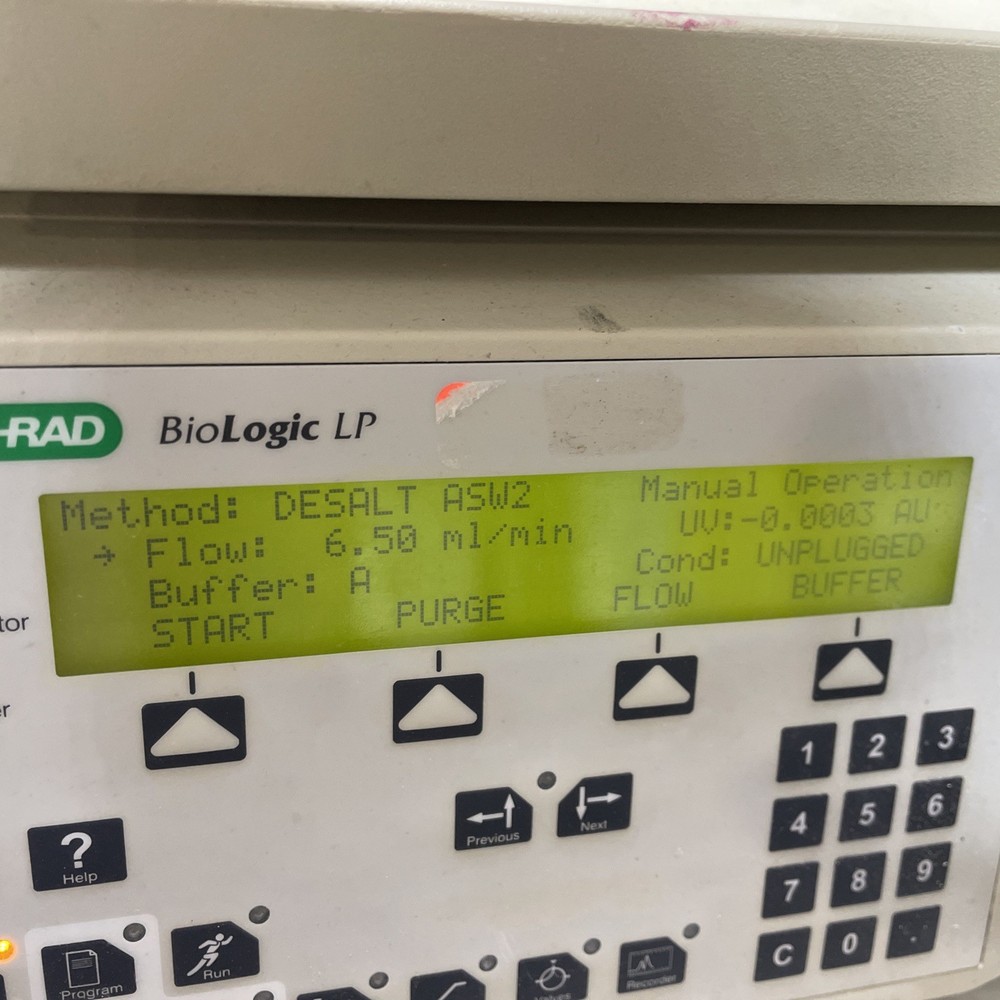 -RAD BioLogic LP
Method: DESALT ASW2 Manual Operation
→ Flow: 6.50 ml/min UV:-0.0003 AU
Buffer: A Cond: UNPLUGGED
START PURGE FLOW BUFFER
tor
er
1 2 3
Previous Next
4 5 6
? Help
7 8 9
C 0 .
Program Run
Valves Recorder